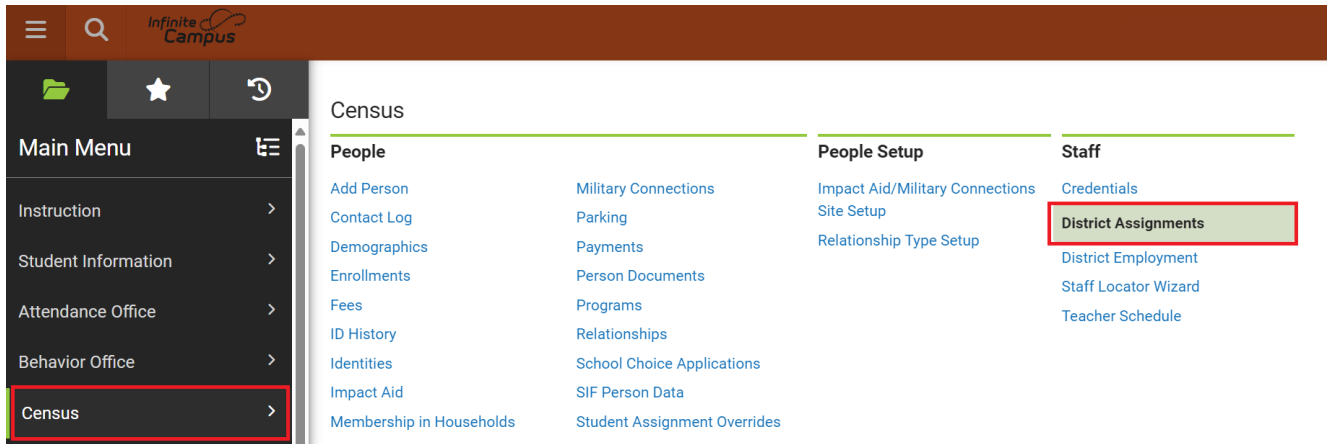 Infinite
Campus
Main Menu
Instruction
Student Information
Attendance Office
Behavior Office
Census
Census
People
Add Person
Contact Log
Demographics
Enrollments
Fees
ID History
Identities
Impact Aid
Membership in Households
Military Connections
Parking
Payments
Person Documents
Programs
Relationships
School Choice Applications
SIF Person Data
Student Assignment Overrides
People Setup
Impact Aid/Military Connections
Site Setup
Relationship Type Setup
Staff
Credentials
District Assignments
District Employment
Staff Locator Wizard
Teacher Schedule